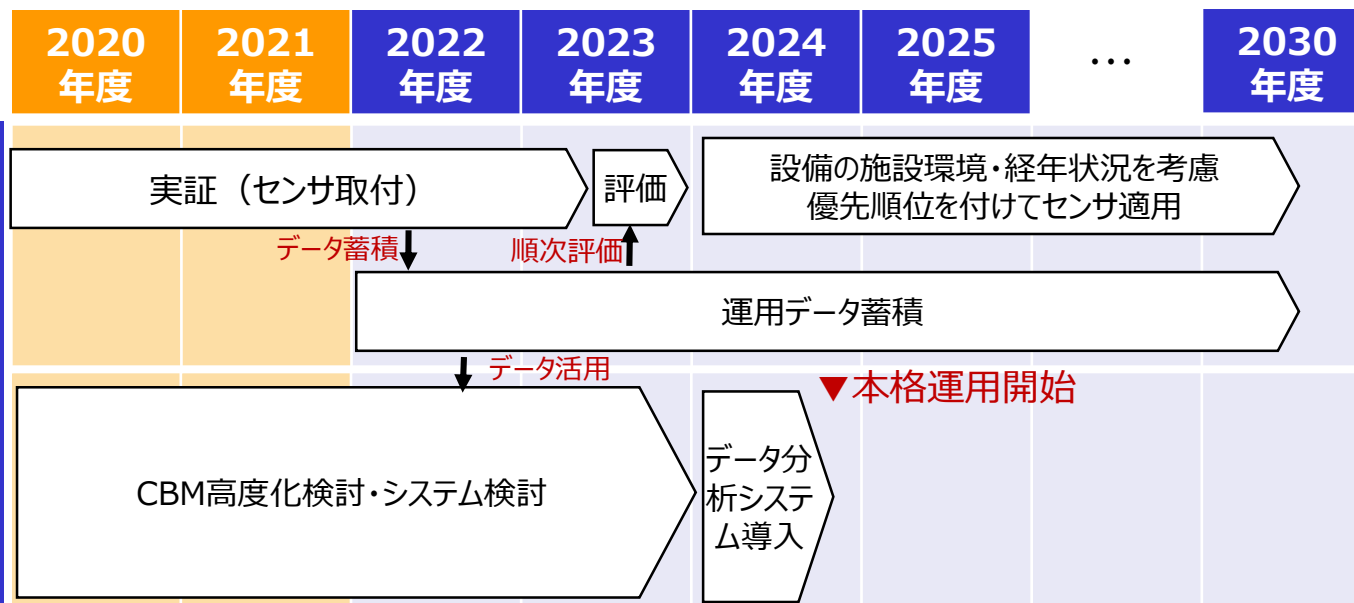 2020
年度
2021
年度
2022
年度
2023
年度
2024
年度
2025
年度
…
2030
年度
実証（センサ取付）
評価
設備の施設環境・経年状況を考慮
優先順位を付けてセンサ適用
データ蓄積
順次評価
運用データ蓄積
データ活用
▼本格運用開始
CBM高度化検討・システム検討
データ分
析システ
ム導入